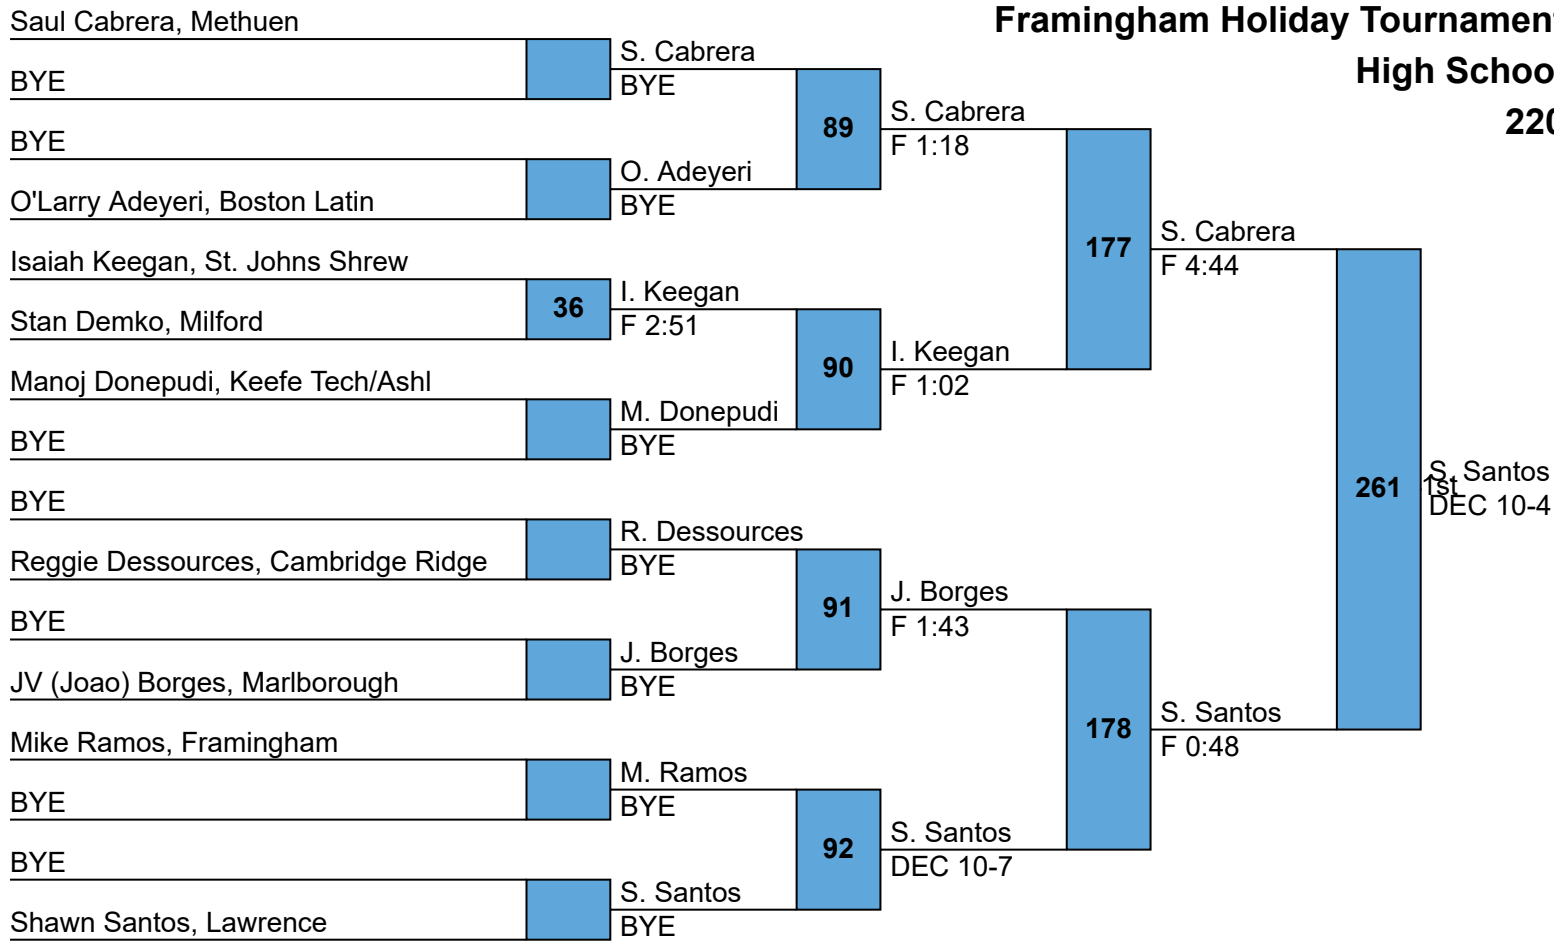 Framingham Holiday Tournament
High School
220
Saul Cabrera, Methuen
BYE
BYE
O'Larry Adeyeri, Boston Latin
Isaiah Keegan, St. Johns Shrew
Stan Demko, Milford
Manoj Donepudi, Keefe Tech/Ashl
BYE
BYE
Reggie Dessources, Cambridge Ridge
BYE
JV (Joao) Borges, Marlborough
Mike Ramos, Framingham
BYE
BYE
Shawn Santos, Lawrence
36
S. Cabrera
BYE
O. Adeyeri
BYE
I. Keegan
F 2:51
M. Donepudi
BYE
R. Dessources
BYE
J. Borges
BYE
M. Ramos
BYE
S. Santos
BYE
89
90
91
92
S. Cabrera
F 1:18
I. Keegan
F 1:02
J. Borges
F 1:43
S. Santos
DEC 10-7
177
178
S. Cabrera
F 4:44
S. Santos
F 0:48
261
S. Santos
1st
DEC 10-4